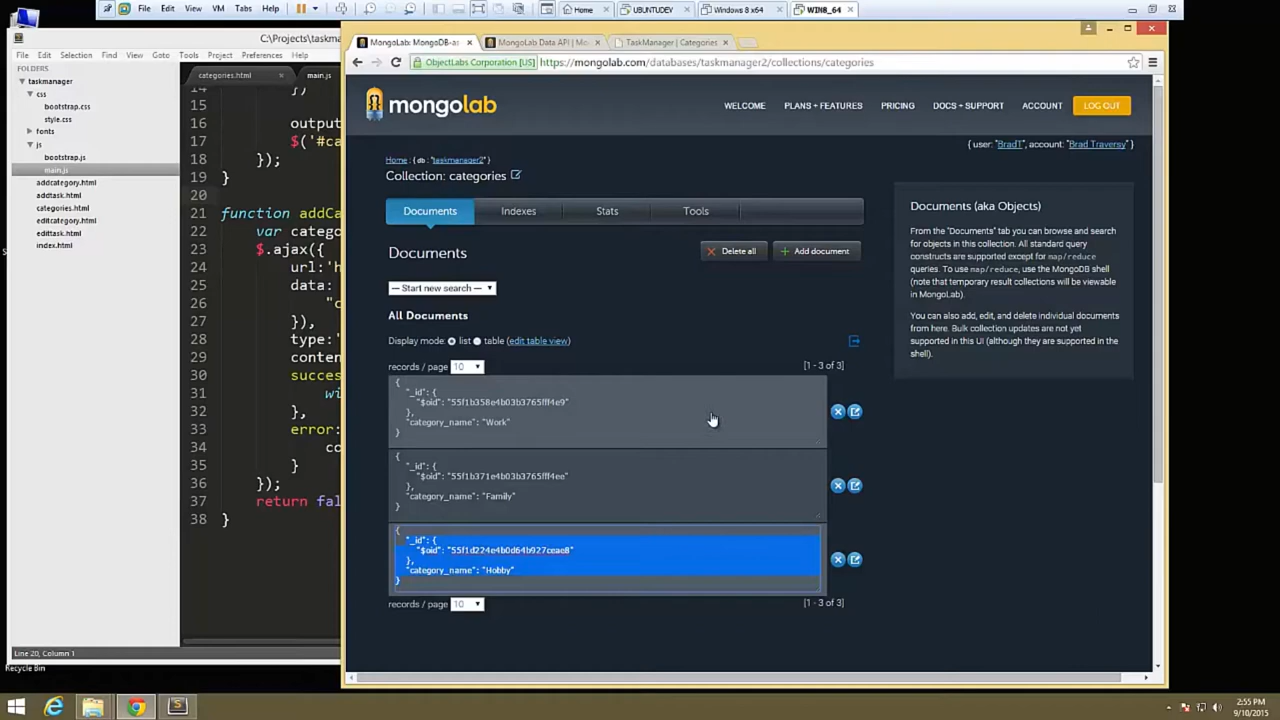 File Edit View VM Tabs Help
Home
UBUNTUDEV
Windows 8 x64
WIN8_64
C:\Projects\taskma
File Edit Selection Find View Goto Tools Project Preferences Help
FOLDERS
taskmanager
css
bootstrap.css
style.css
fonts
js
bootstrap.js
main.js
addcategory.html
addtask.html
categories.html
editcategory.html
edittask.html
index.html
categories.html
main.js
14 })
15
16 output
17 $('#ca
18 });
19 }
20
21 function addCa
22 var catego
23 $.ajax({
24 url:'h
25 data:
26 "c
27 }),
28 type:'
29 conten
30 succes
31 wi
32 },
33 error:
34 co
35 }
36 });
37 return fal
38 }
Line 20, Column 1
Recycle Bin
MongoLab: MongoDB-as
MongoLab Data API | Mo
TaskManager | Categories
ObjectLabs Corporation [US]
https://mongolab.com/databases/taskmanager2/collections/categories
mongolab
WELCOME
PLANS + FEATURES
PRICING
DOCS + SUPPORT
ACCOUNT
LOG OUT
{ user: "BradT", account: "Brad Traversy" }
Home : { db : "taskmanager2" }
Collection: categories
Documents
Indexes
Stats
Tools
Documents
Delete all
Add document
— Start new search —
All Documents
Display mode: list table (edit table view)
records / page 10
[1 - 3 of 3]
{
"_id": {
"$oid": "55f1b358e4b03b3765fff4e9"
},
"category_name": "Work"
}
{
"_id": {
"$oid": "55f1b371e4b03b3765fff4ee"
},
"category_name": "Family"
}
{
"_id": {
"$oid": "55f1d224e4b0d64b927ceae8"
},
"category_name": "Hobby"
}
records / page 10
[1 - 3 of 3]
Documents (aka Objects)
From the "Documents" tab you can browse and search
for objects in this collection. All standard query
constructs are supported except for map/reduce
queries. To use map/reduce, use the MongoDB shell
(note that temporary result collections will be viewable
in MongoLab).
You can also add, edit, and delete individual documents
from here. Bulk collection updates are not yet
supported in this UI (although they are supported in the
shell).
2:55 PM
9/10/2015